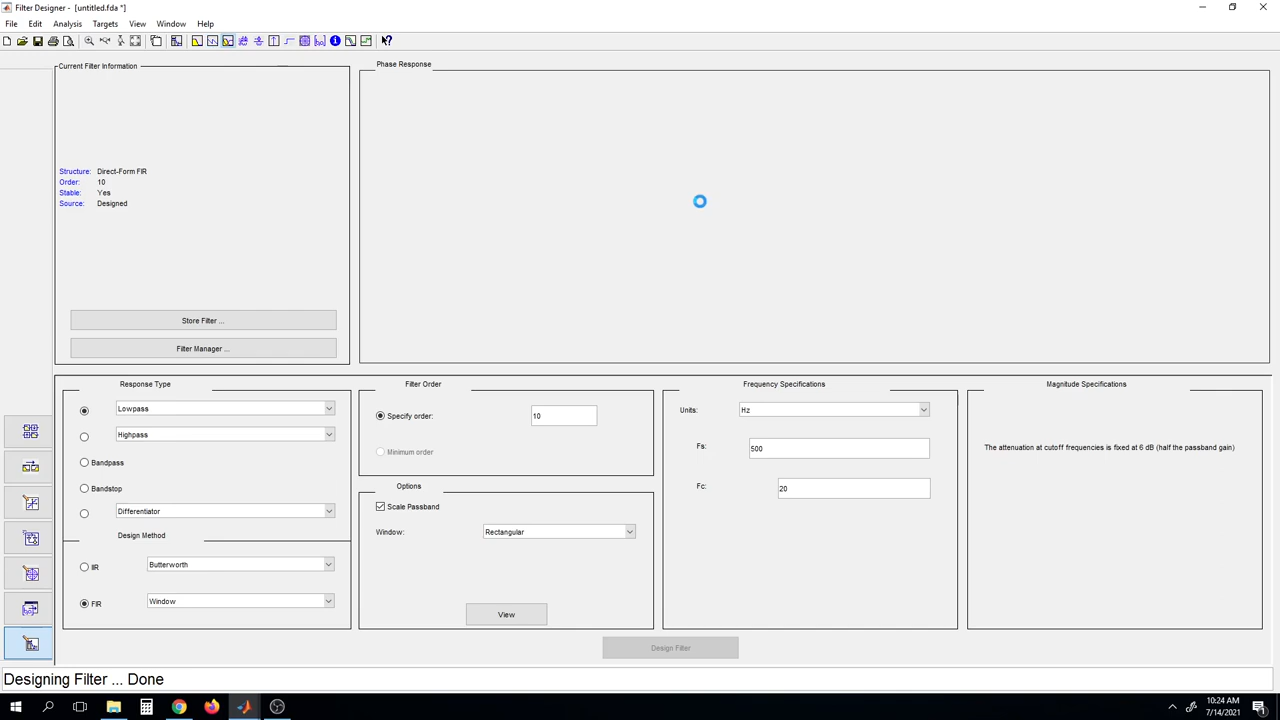 Filter Designer - [untitled.fda *]
File Edit Analysis Targets View Window Help
Current Filter Information
Structure: Direct-Form FIR
Order: 10
Stable: Yes
Source: Designed
Store Filter ...
Filter Manager ...
Phase Response
Response Type
Lowpass
Highpass
Bandpass
Bandstop
Differentiator
Design Method
IIR Butterworth
FIR Window
Filter Order
Specify order: 10
Minimum order
Options
Scale Passband
Window: Rectangular
View
Frequency Specifications
Units: Hz
Fs: 500
Fc: 20
Magnitude Specifications
The attenuation at cutoff frequencies is fixed at 6 dB (half the passband gain)
Design Filter
Designing Filter ... Done
10:24 AM
7/14/2021
1